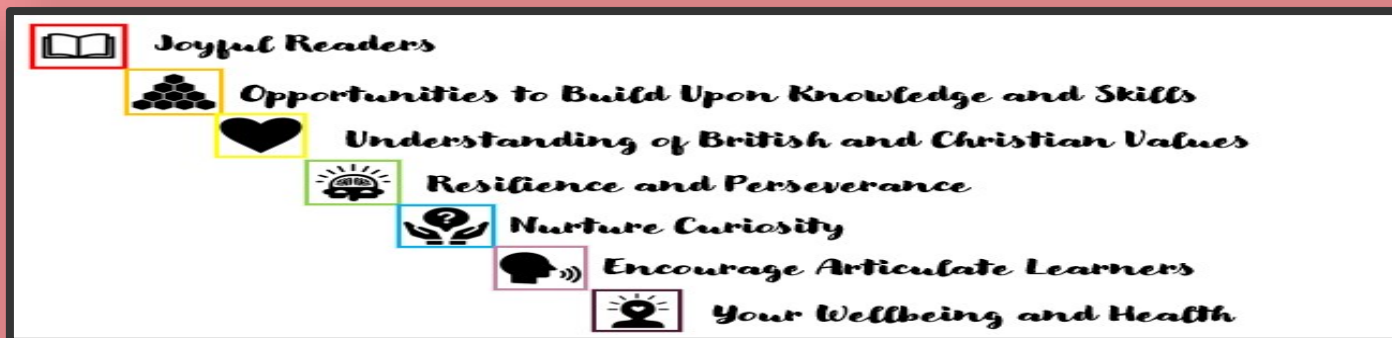 Joyful Readers
Opportunities to Build Upon Knowledge and Skills
Understanding of British and Christian Values
Resilience and Perseverance
?
Nurture Curiosity
Encourage Articulate Learners
Your Wellbeing and Health